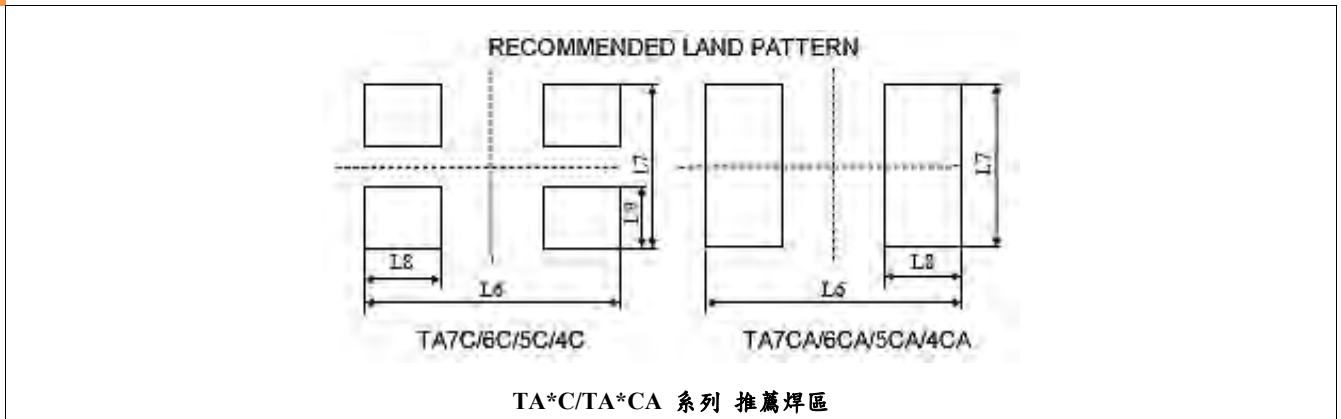 RECOMMENDED LAND PATTERN
L7
L9
L8
L6
TA7C/6C/5C/4C
L7
L8
L6
TA7CA/6CA/5CA/4CA
TA*C/TA*CA 系列 推薦焊區